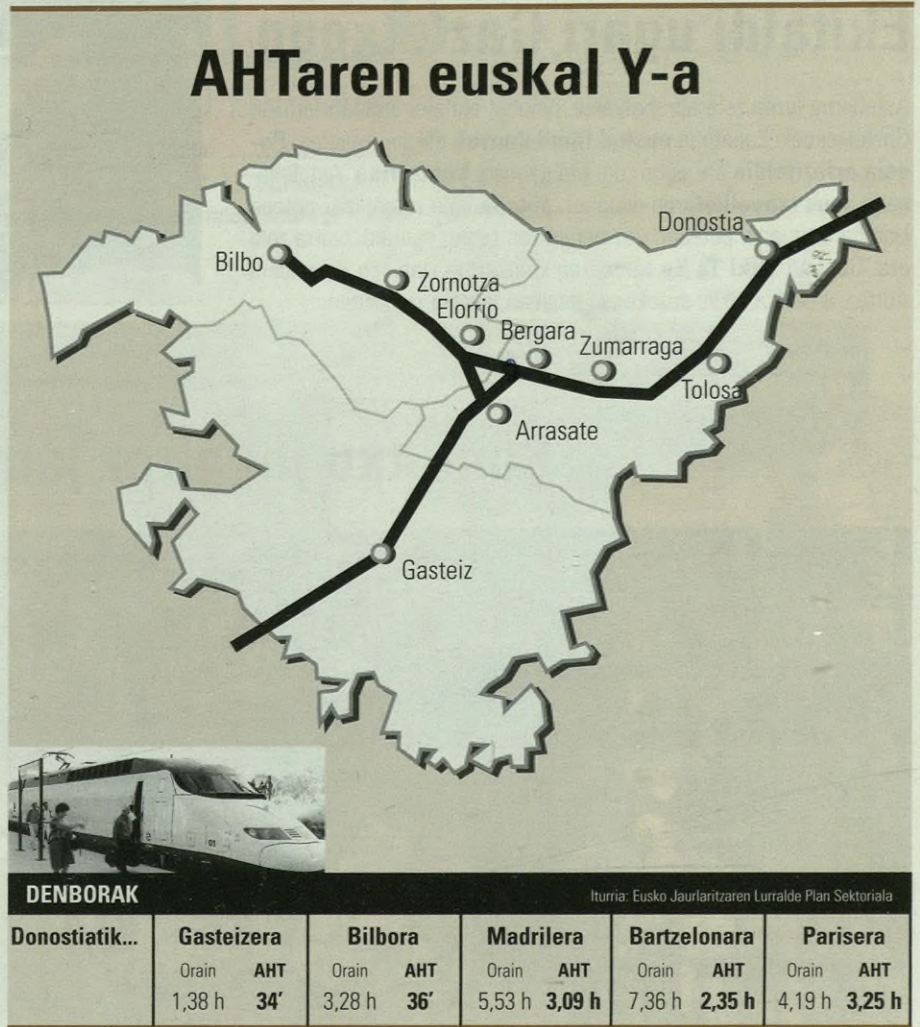 AHTaren euskal Y-a
Donostia
Bilbo
Zornotza
Elorrio
Bergara
Zumarraga
Tolosa
Arrasate
Gasteiz
01
DENBORAK
Iturria: Eusko Jaurlaritzaren Lurralde Plan Sektoriala
Donostiatik... Gasteizera Bilbora Madrilera Bartzelonara Parisera
Orain AHT Orain AHT Orain AHT Orain AHT Orain AHT
1,38 h 34’ 3,28 h 36’ 5,53 h 3,09 h 7,36 h 2,35 h 4,19 h 3,25 h